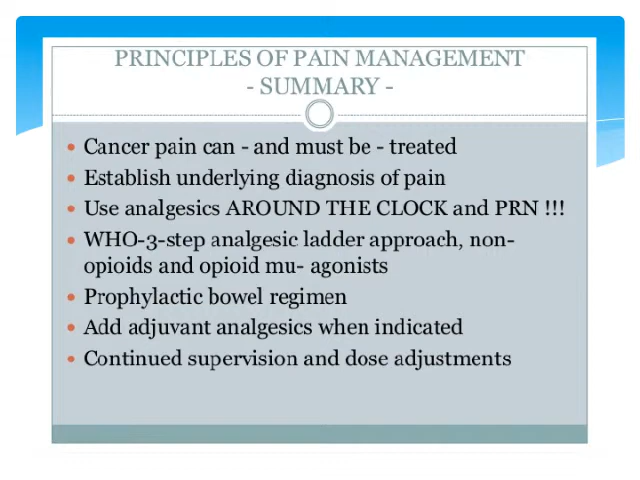 PRINCIPLES OF PAIN MANAGEMENT
- SUMMARY -
• Cancer pain can - and must be - treated
• Establish underlying diagnosis of pain
• Use analgesics AROUND THE CLOCK and PRN !!!
• WHO-3-step analgesic ladder approach, non-
opioids and opioid mu- agonists
• Prophylactic bowel regimen
• Add adjuvant analgesics when indicated
• Continued supervision and dose adjustments